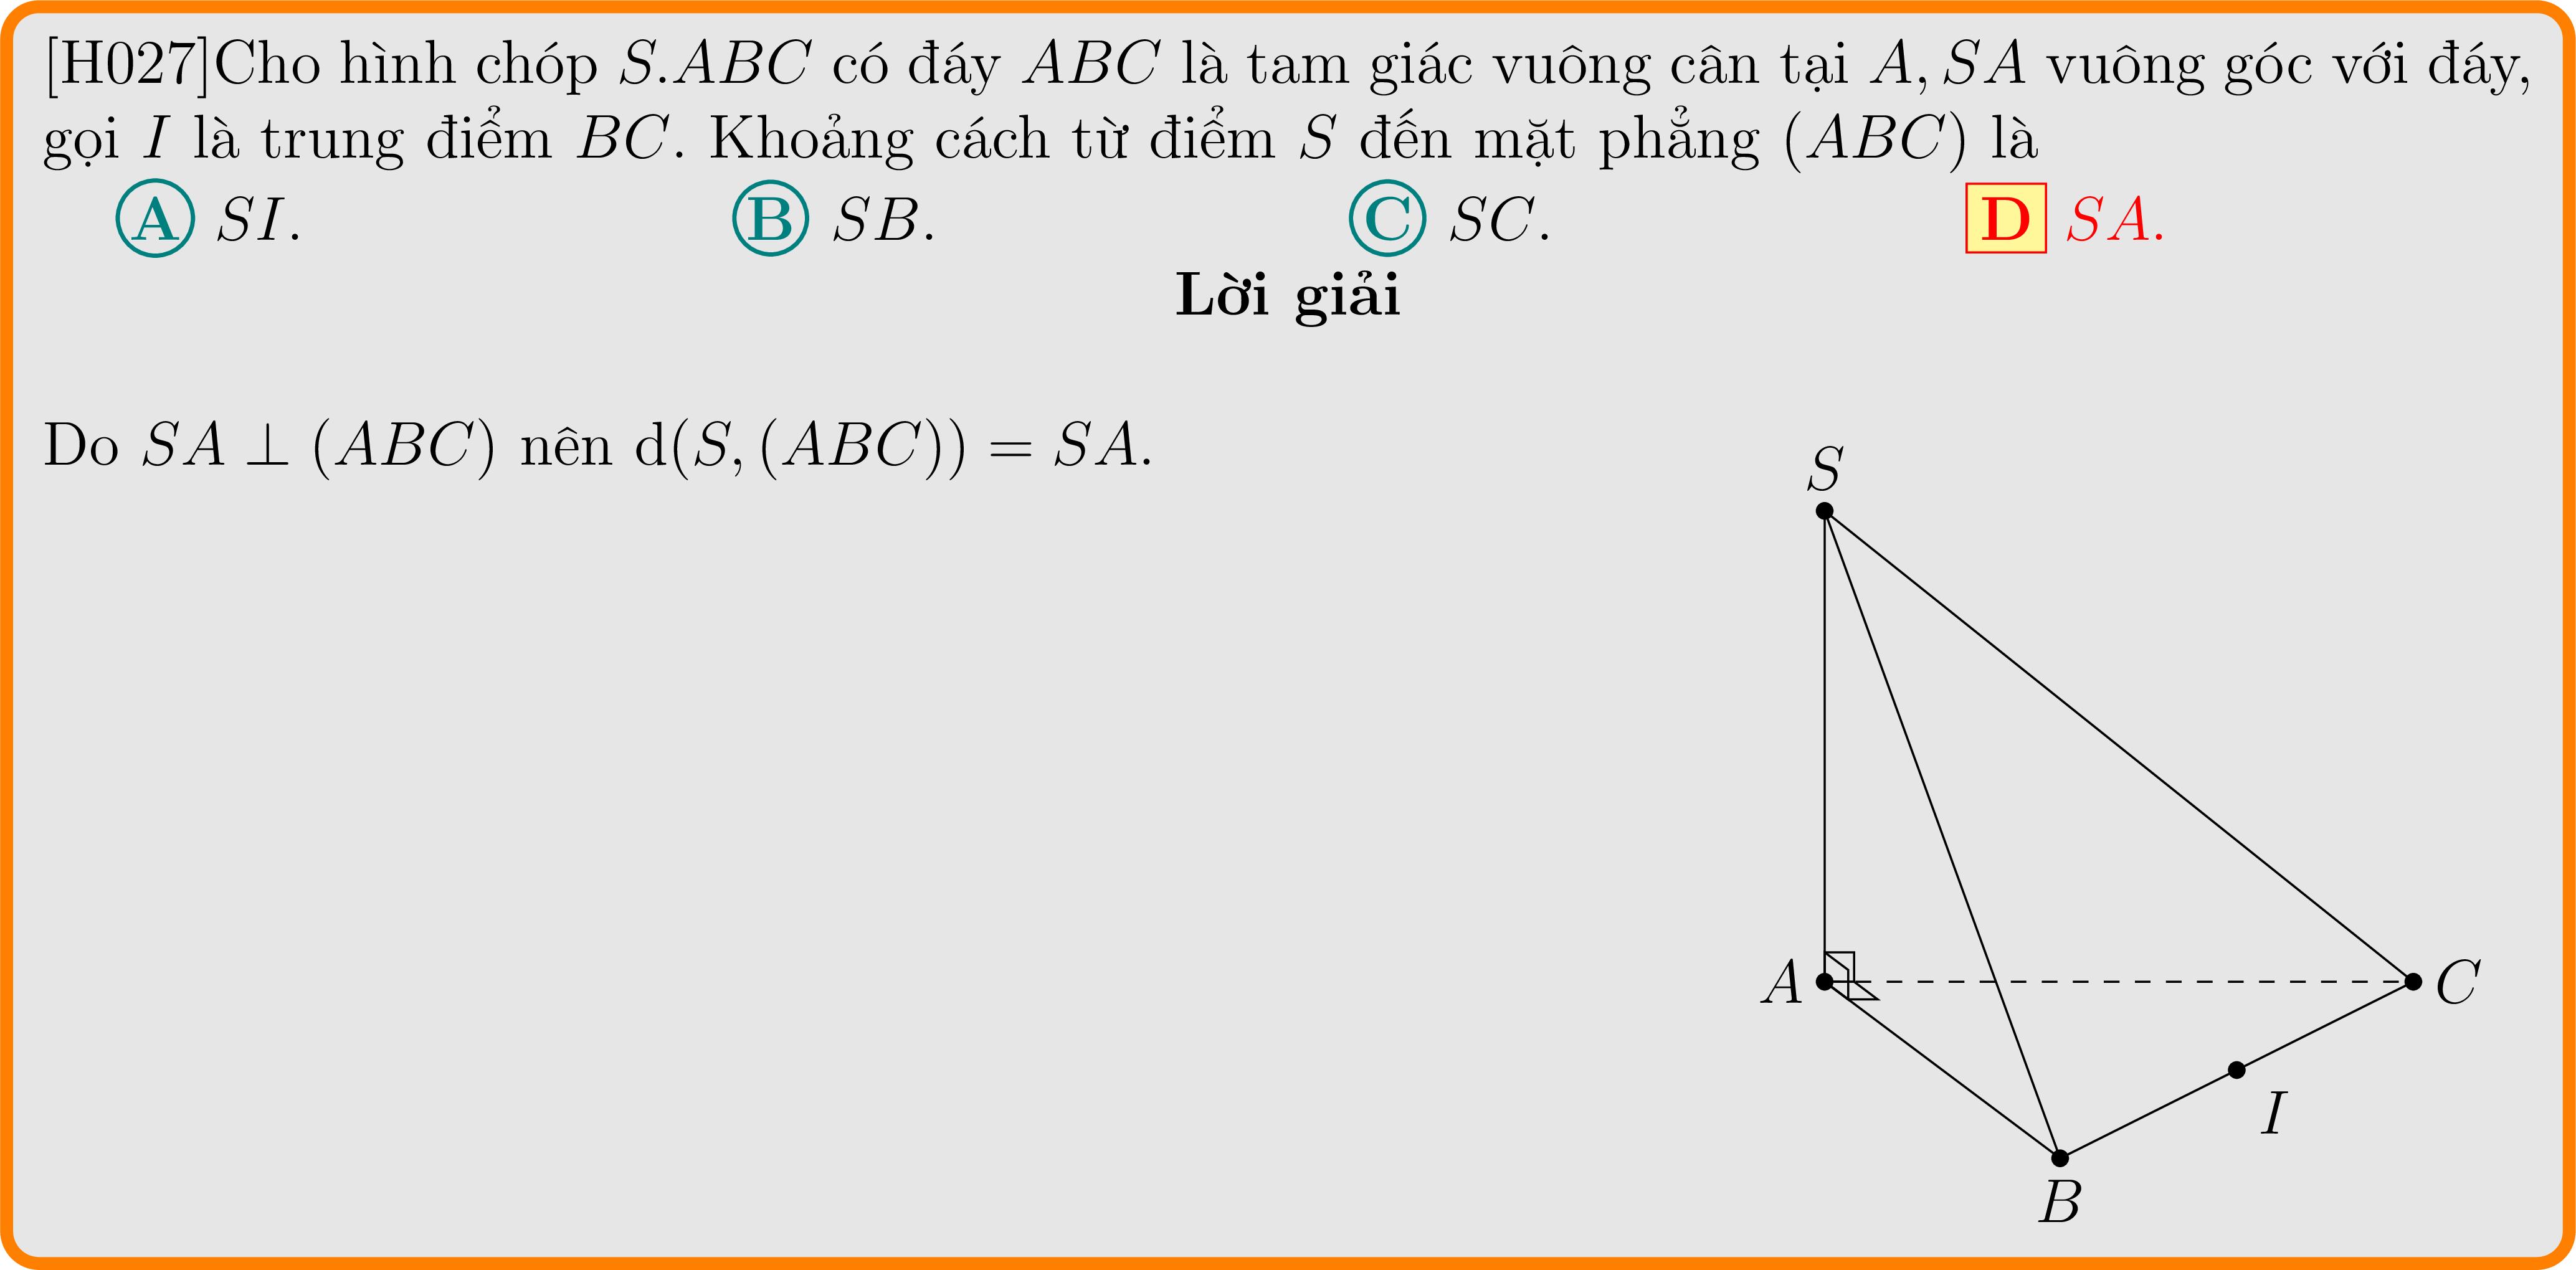 [H027]Cho hình chóp S.ABC có đáy ABC là tam giác vuông cân tại A, SA vuông góc với đáy,
gọi I là trung điểm BC. Khoảng cách từ điểm S đến mặt phẳng (ABC) là
A SI. B SB. C SC. D SA.
Lời giải
Do SA ⊥ (ABC) nên d(S, (ABC)) = SA.
S
A
C
I
B